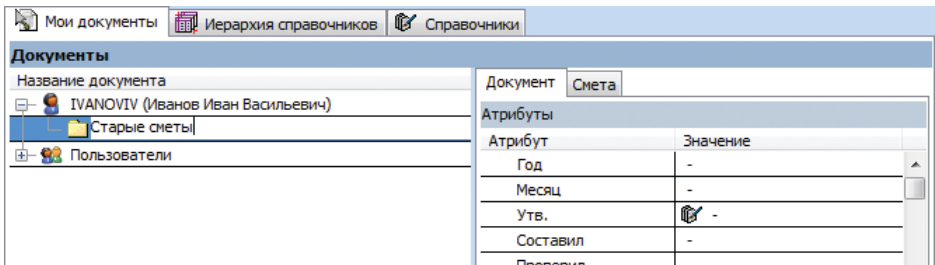 Мои документы Иерархия справочников Справочники
Документы
Название документа
IVANOVIV (Иванов Иван Васильевич)
Старые сметы
Пользователи
Документ Смета
Атрибуты
Атрибут Значение
Год -
Месяц -
Утв. -
Составил -
Проверил